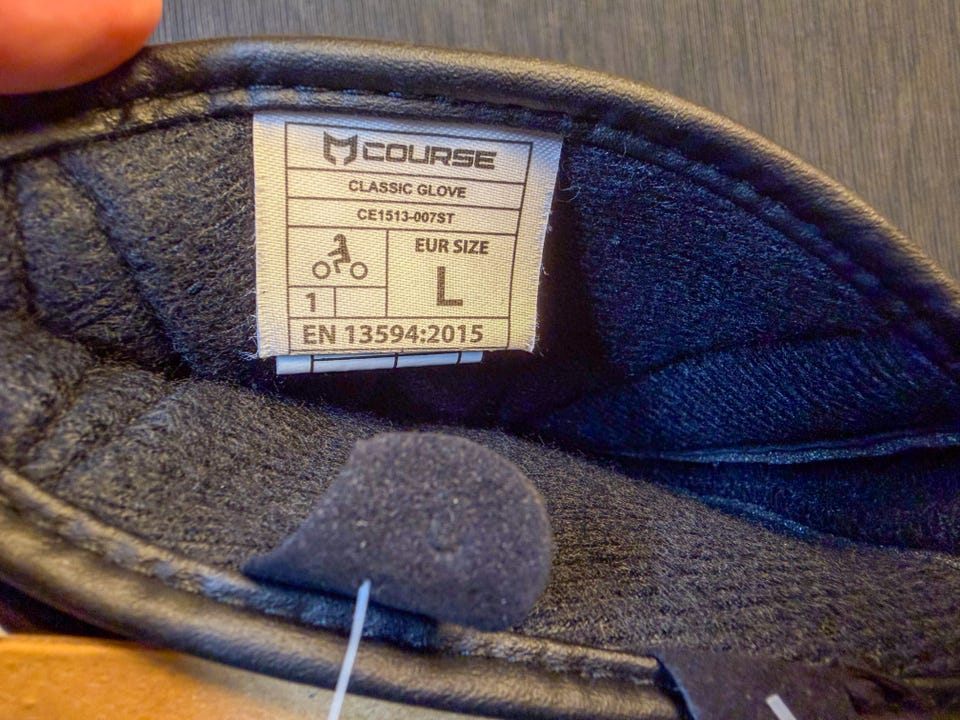 COURSE
CLASSIC GLOVE
CE1513-007ST
EUR SIZE
L
1
EN 13594:2015